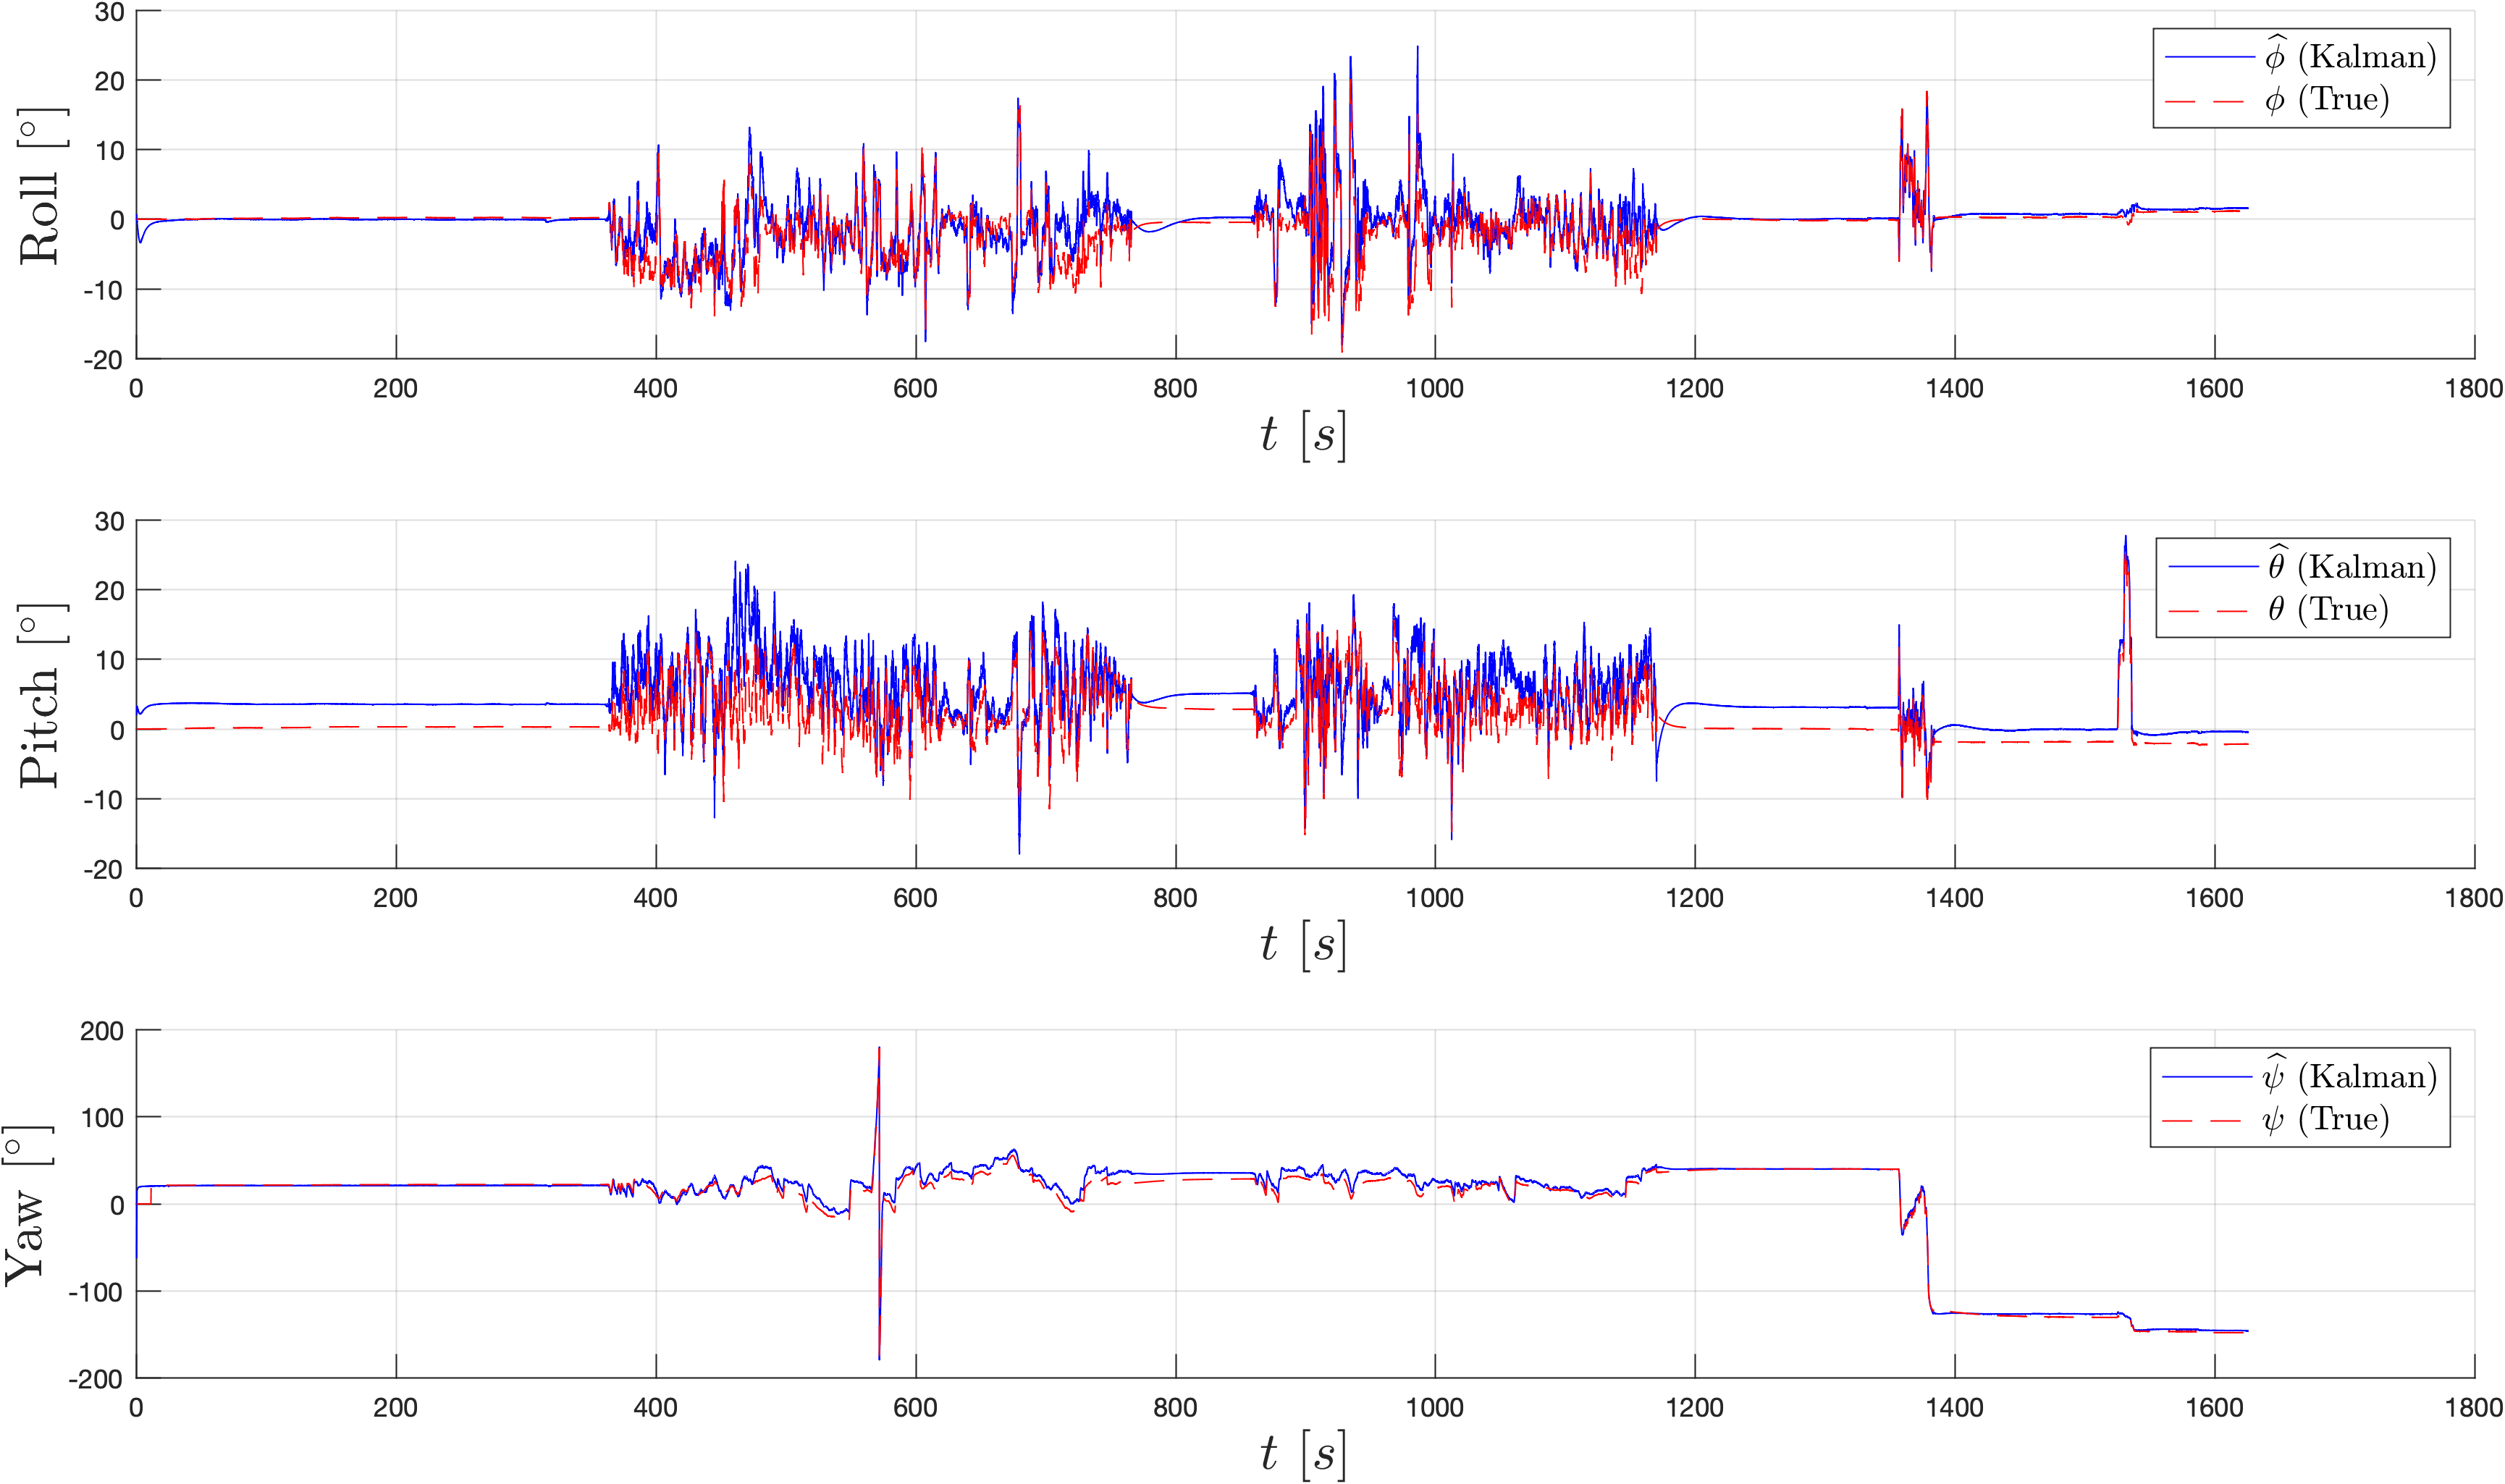 30
20
10
0
-10
-20
0 200 400 600 800 1000 1200 1400 1600 1800
Roll [°]
t [s]
ϕ̂ (Kalman)
ϕ (True)
30
20
10
0
-10
-20
0 200 400 600 800 1000 1200 1400 1600 1800
Pitch [°]
t [s]
θ̂ (Kalman)
θ (True)
200
100
0
-100
-200
0 200 400 600 800 1000 1200 1400 1600 1800
Yaw [°]
t [s]
ψ̂ (Kalman)
ψ (True)